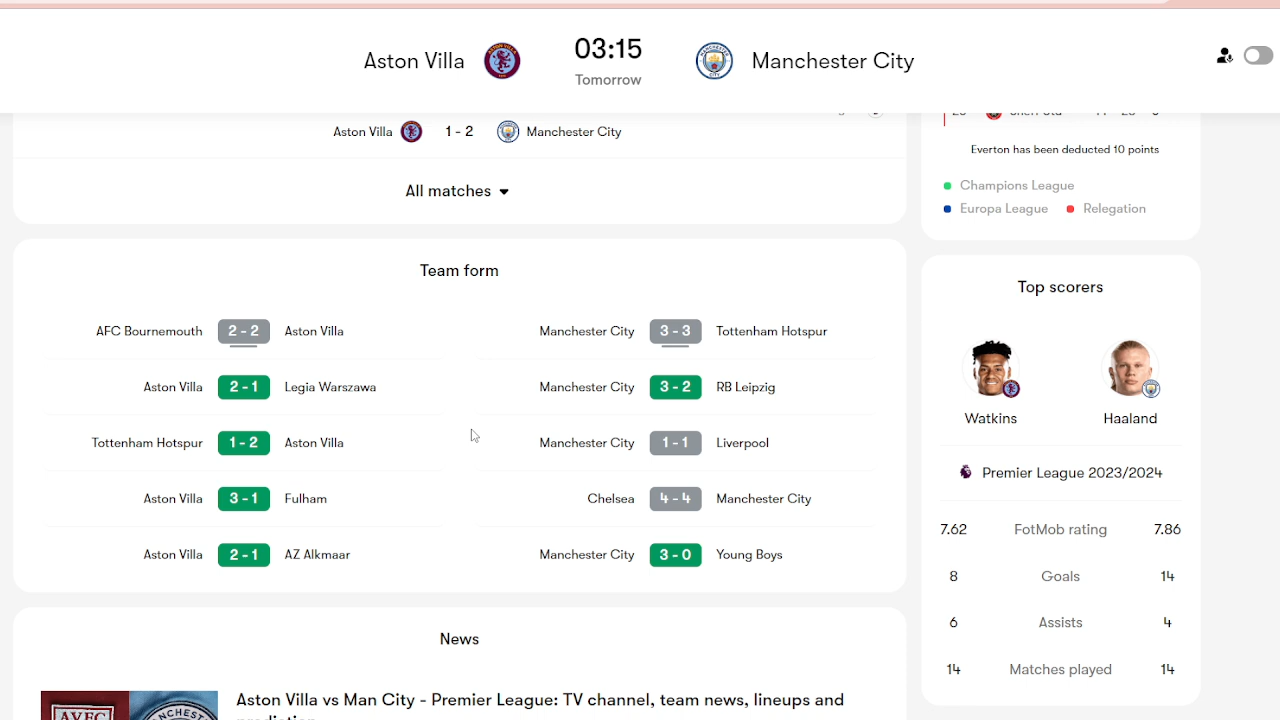 Aston Villa 03:15 Manchester City
Tomorrow
Aston Villa 1 - 2 Manchester City
All matches
Team form
AFC Bournemouth 2 - 2 Aston Villa
Aston Villa 2 - 1 Legia Warszawa
Tottenham Hotspur 1 - 2 Aston Villa
Aston Villa 3 - 1 Fulham
Aston Villa 2 - 1 AZ Alkmaar
Manchester City 3 - 3 Tottenham Hotspur
Manchester City 3 - 2 RB Leipzig
Manchester City 1 - 1 Liverpool
Chelsea 4 - 4 Manchester City
Manchester City 3 - 0 Young Boys
News
AVFC
Aston Villa vs Man City - Premier League: TV channel, team news, lineups and
Everton has been deducted 10 points
Champions League
Europa League Relegation
Top scorers
Watkins Haaland
Premier League 2023/2024
7.62 FotMob rating 7.86
8 Goals 14
6 Assists 4
14 Matches played 14